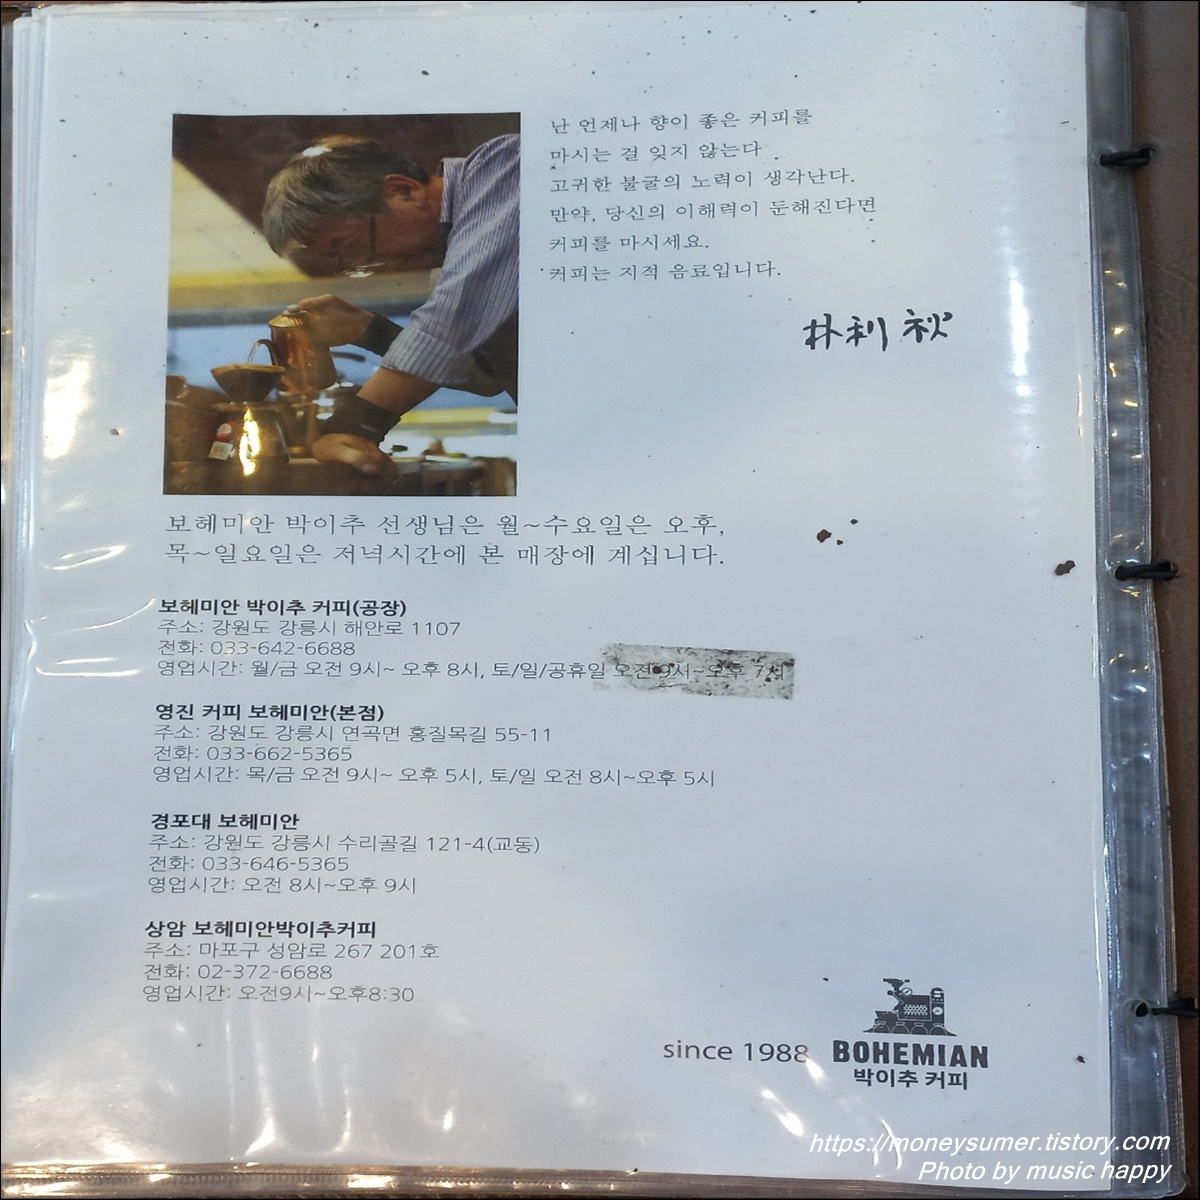 난 언제나 향이 좋은 커피를
마시는 걸 잊지 않는다.
고귀한 불굴의 노력이 생각난다.
만약, 당신의 이해력이 둔해진다면
커피를 마시세요.
커피는 지적 음료입니다.
朴利秋
보헤미안 박이추 선생님은 월~수요일은 오후,
목~일요일은 저녁시간에 본 매장에 계십니다.
보헤미안 박이추 커피(공장)
주소: 강원도 강릉시 해안로 1107
전화: 033-642-6688
영업시간: 월/금 오전 9시~ 오후 8시, 토/일/공휴일 오전 9시~오후 7시
영진 커피 보헤미안(본점)
주소: 강원도 강릉시 연곡면 홍질목길 55-11
전화: 033-662-5365
영업시간: 목/금 오전 9시~ 오후 5시, 토/일 오전 8시~오후 5시
경포대 보헤미안
주소: 강원도 강릉시 수리골길 121-4(교동)
전화: 033-646-5365
영업시간: 오전 8시~오후 9시
상암 보헤미안박이추커피
주소: 마포구 성암로 267 201호
전화: 02-372-6688
영업시간: 오전9시~오후8:30
since 1988 BOHEMIAN
박이추 커피
https://moneysumer.tistory.com
Photo by music happy